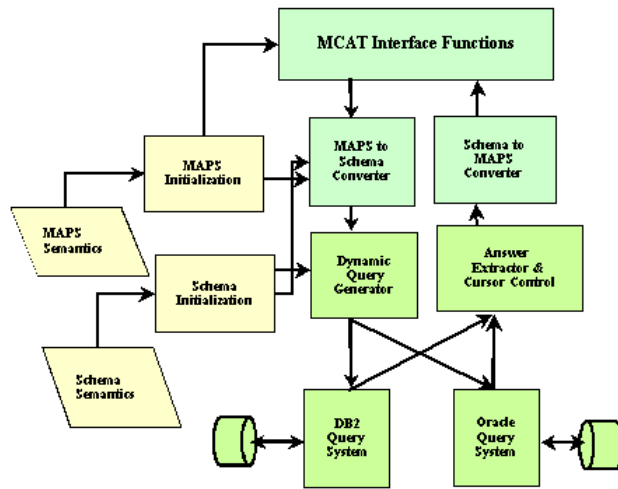 MCAT Interface Functions
MAPS
Initialization
MAPS to
Schema
Converter
Schema to
MAPS
Converter
MAPS
Semantics
Schema
Initialization
Dynamic
Query
Generator
Answer
Extractor &
Cursor Control
Schema
Semantics
DB2
Query
System
Oracle
Query
System